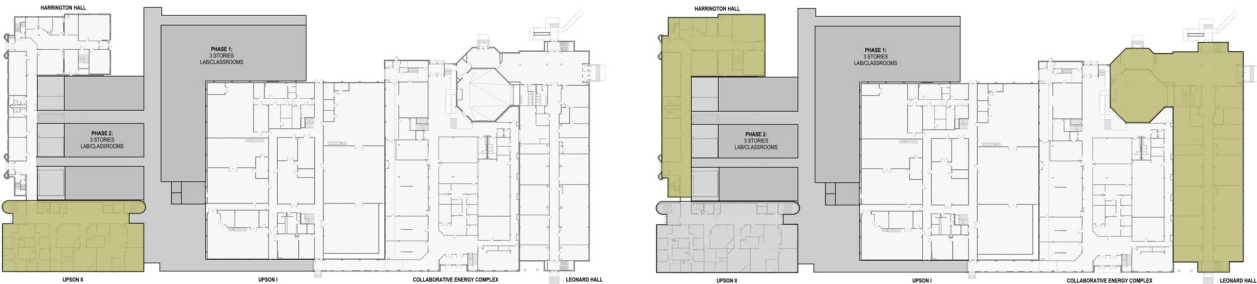 HARRINGTON HALL
PHASE 1:
3 STORIES
LAB/CLASSROOMS
PHASE 2:
3 STORIES
LAB/CLASSROOMS
UPSON II
UPSON I
COLLABORATIVE ENERGY COMPLEX
LEONARD HALL
HARRINGTON HALL
PHASE 1:
3 STORIES
LAB/CLASSROOMS
PHASE 2:
3 STORIES
LAB/CLASSROOMS
UPSON II
UPSON I
COLLABORATIVE ENERGY COMPLEX
LEONARD HALL